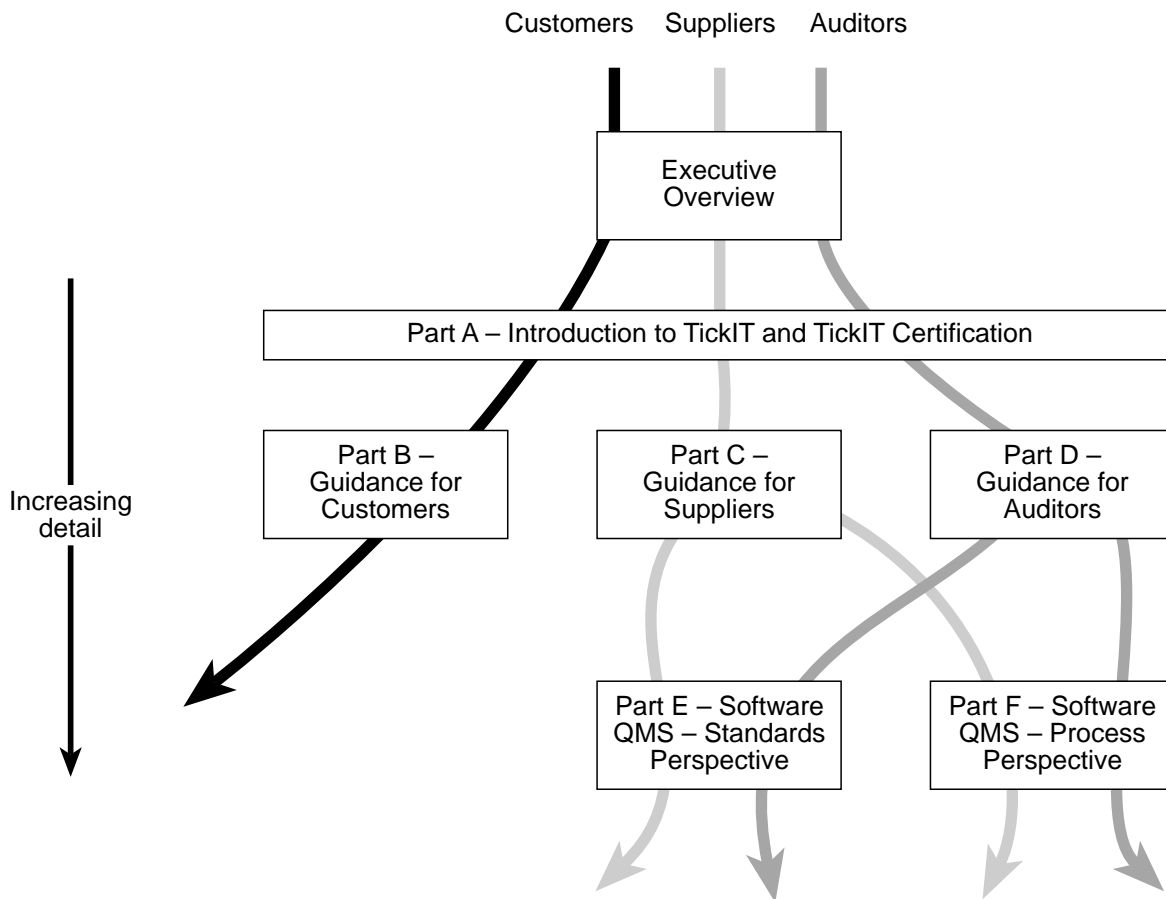 Customers Suppliers Auditors
Executive
Overview
Part A – Introduction to TickIT and TickIT Certification
Part B –
Guidance for
Customers
Part C –
Guidance for
Suppliers
Part D –
Guidance for
Auditors
Increasing
detail
Part E – Software
QMS – Standards
Perspective
Part F – Software
QMS – Process
Perspective